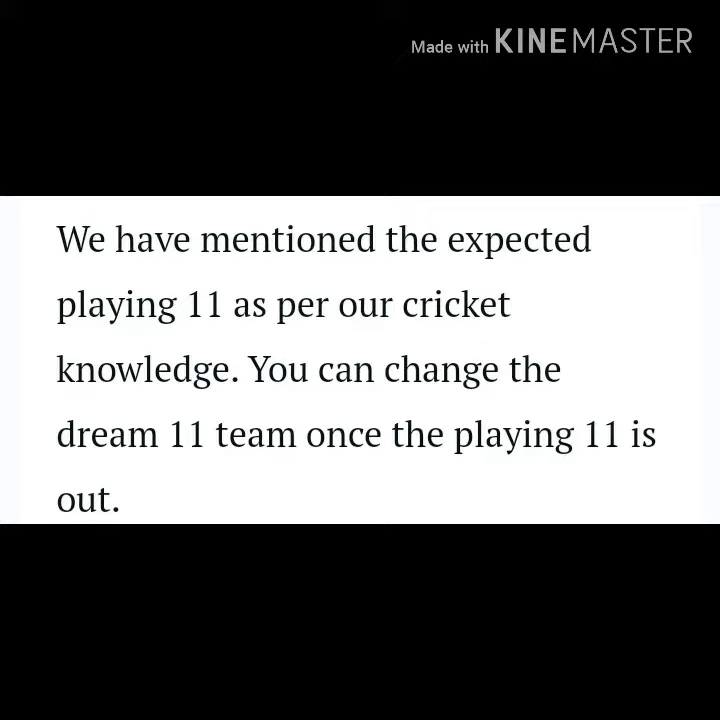 Made with KINEMASTER
We have mentioned the expected
playing 11 as per our cricket
knowledge. You can change the
dream 11 team once the playing 11 is
out.